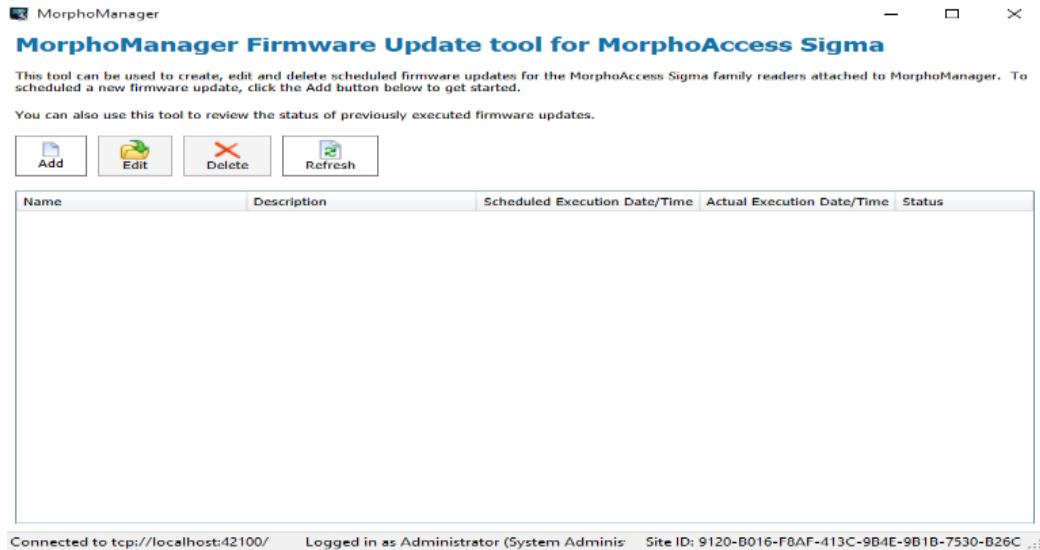 MorphoManager
MorphoManager Firmware Update tool for MorphoAccess Sigma
This tool can be used to create, edit and delete scheduled firmware updates for the MorphoAccess Sigma family readers attached to MorphoManager. To
scheduled a new firmware update, click the Add button below to get started.
You can also use this tool to review the status of previously executed firmware updates.
Add Edit Delete Refresh
Name Description Scheduled Execution Date/Time Actual Execution Date/Time Status
Connected to tcp://localhost:42100/ Logged in as Administrator (System Adminis Site ID: 9120-B016-F8AF-413C-9B4E-9B1B-7530-B26C